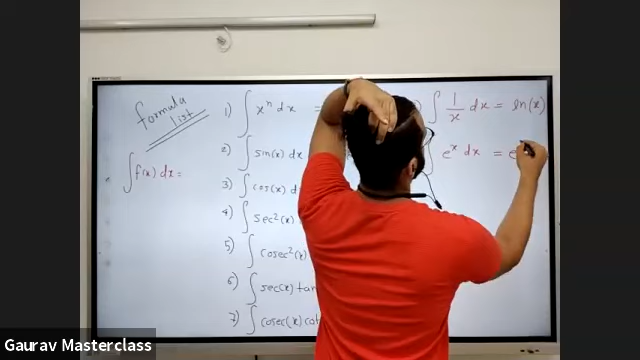 formula list
∫f(x) dx =
1) ∫ xⁿ dx =
2) ∫ sin(x) dx
3) ∫ cos(x) d
4) ∫ sec²(x)
5) ∫ cosec²(x)
6) ∫ sec(x) tan
7) ∫ cosec(x) cot
) ∫ 1/x dx = ln(x)
∫ eˣ dx = e
Gaurav Masterclass